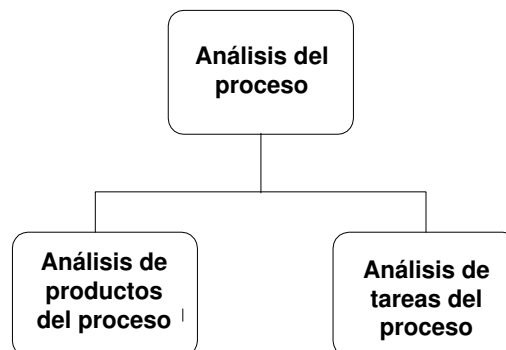 Análisis del
proceso
Análisis de
productos
del proceso
Análisis de
tareas del
proceso